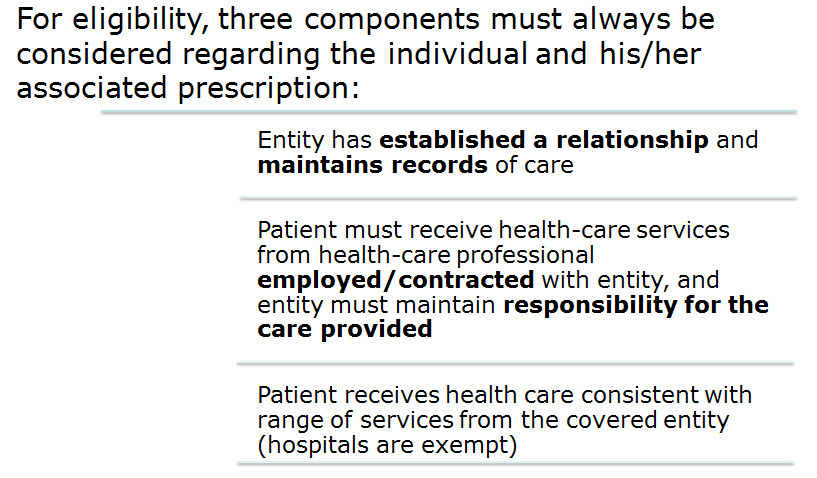 For eligibility, three components must always be
considered regarding the individual and his/her
associated prescription:
Entity has established a relationship and
maintains records of care
Patient must receive health-care services
from health-care professional
employed/contracted with entity, and
entity must maintain responsibility for the
care provided
Patient receives health care consistent with
range of services from the covered entity
(hospitals are exempt)